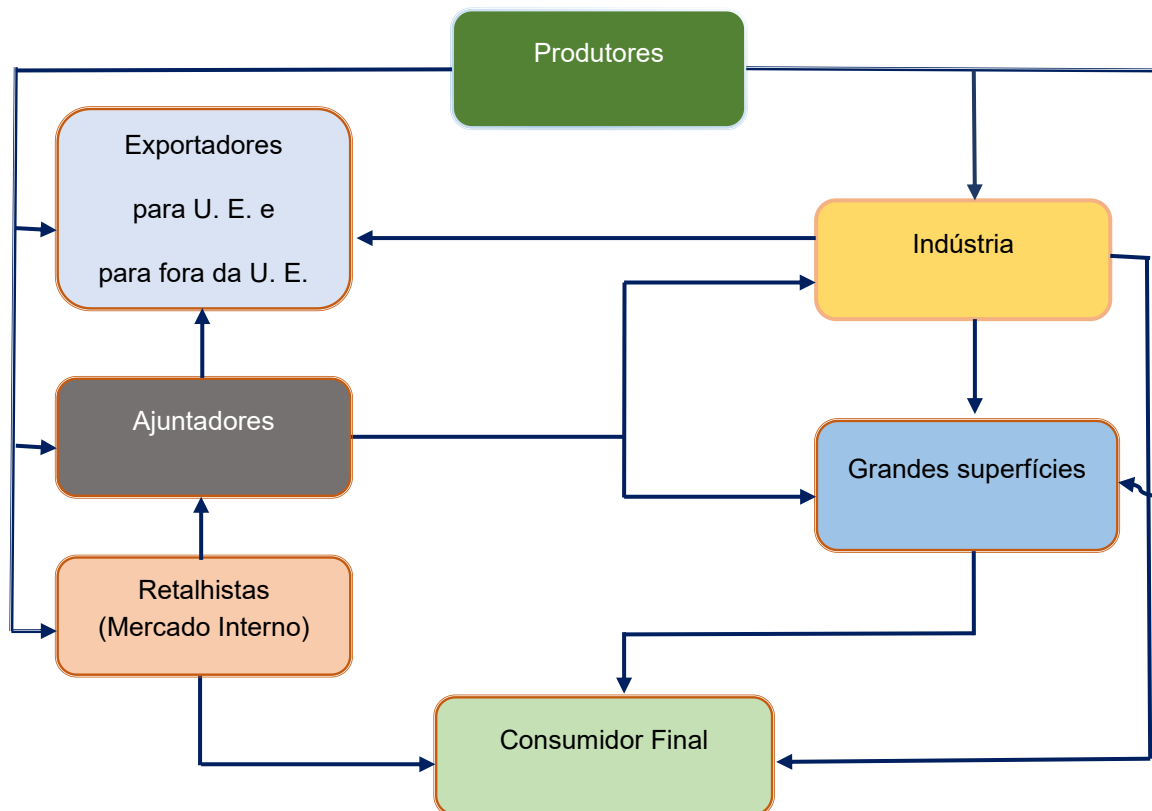 Produtores
Exportadores
para U. E. e
para fora da U. E.
Indústria
Ajuntadores
Grandes superfícies
Retalhistas
(Mercado Interno)
Consumidor Final